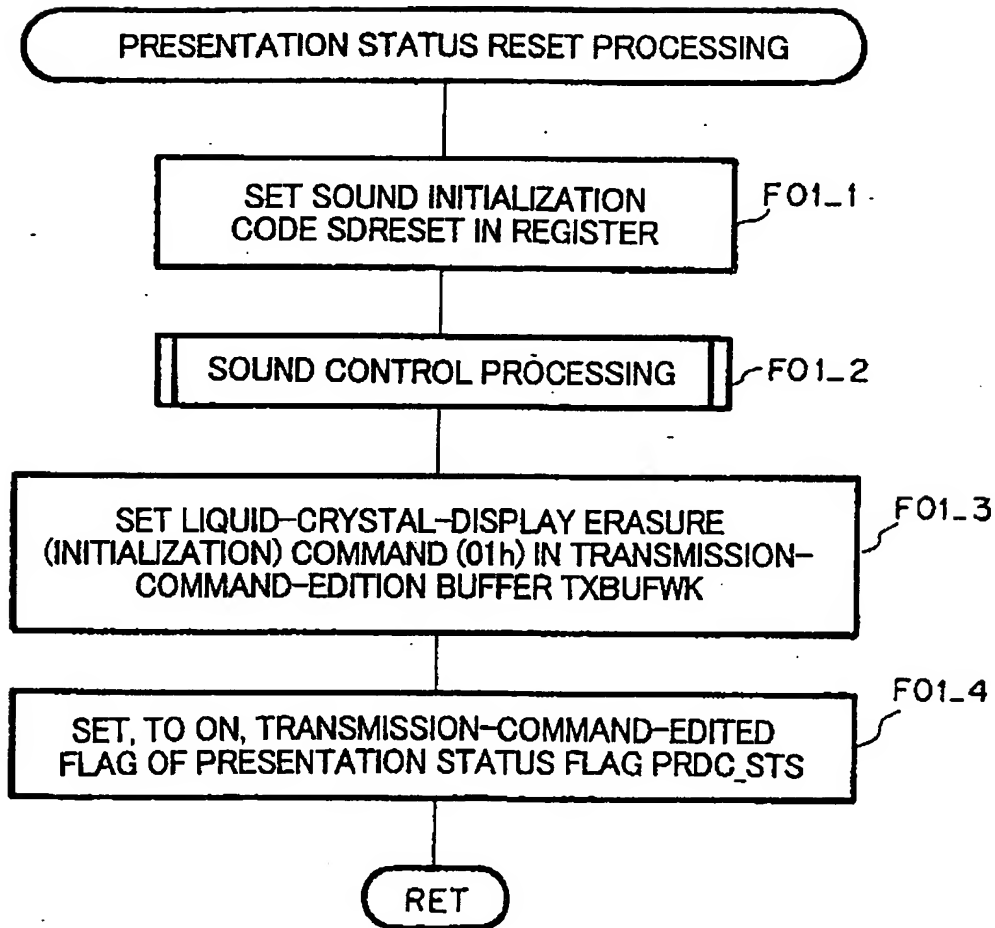 PRESENTATION STATUS RESET PROCESSING
SET SOUND INITIALIZATION
CODE SDRESET IN REGISTER
F01_1
SOUND CONTROL PROCESSING
F01_2
SET LIQUID-CRYSTAL-DISPLAY ERASURE
(INITIALIZATION) COMMAND (01h) IN TRANSMISSION-
COMMAND-EDITION BUFFER TXBUFWK
F01_3
SET, TO ON, TRANSMISSION-COMMAND-EDITED
FLAG OF PRESENTATION STATUS FLAG PRDC_STS
F01_4
RET